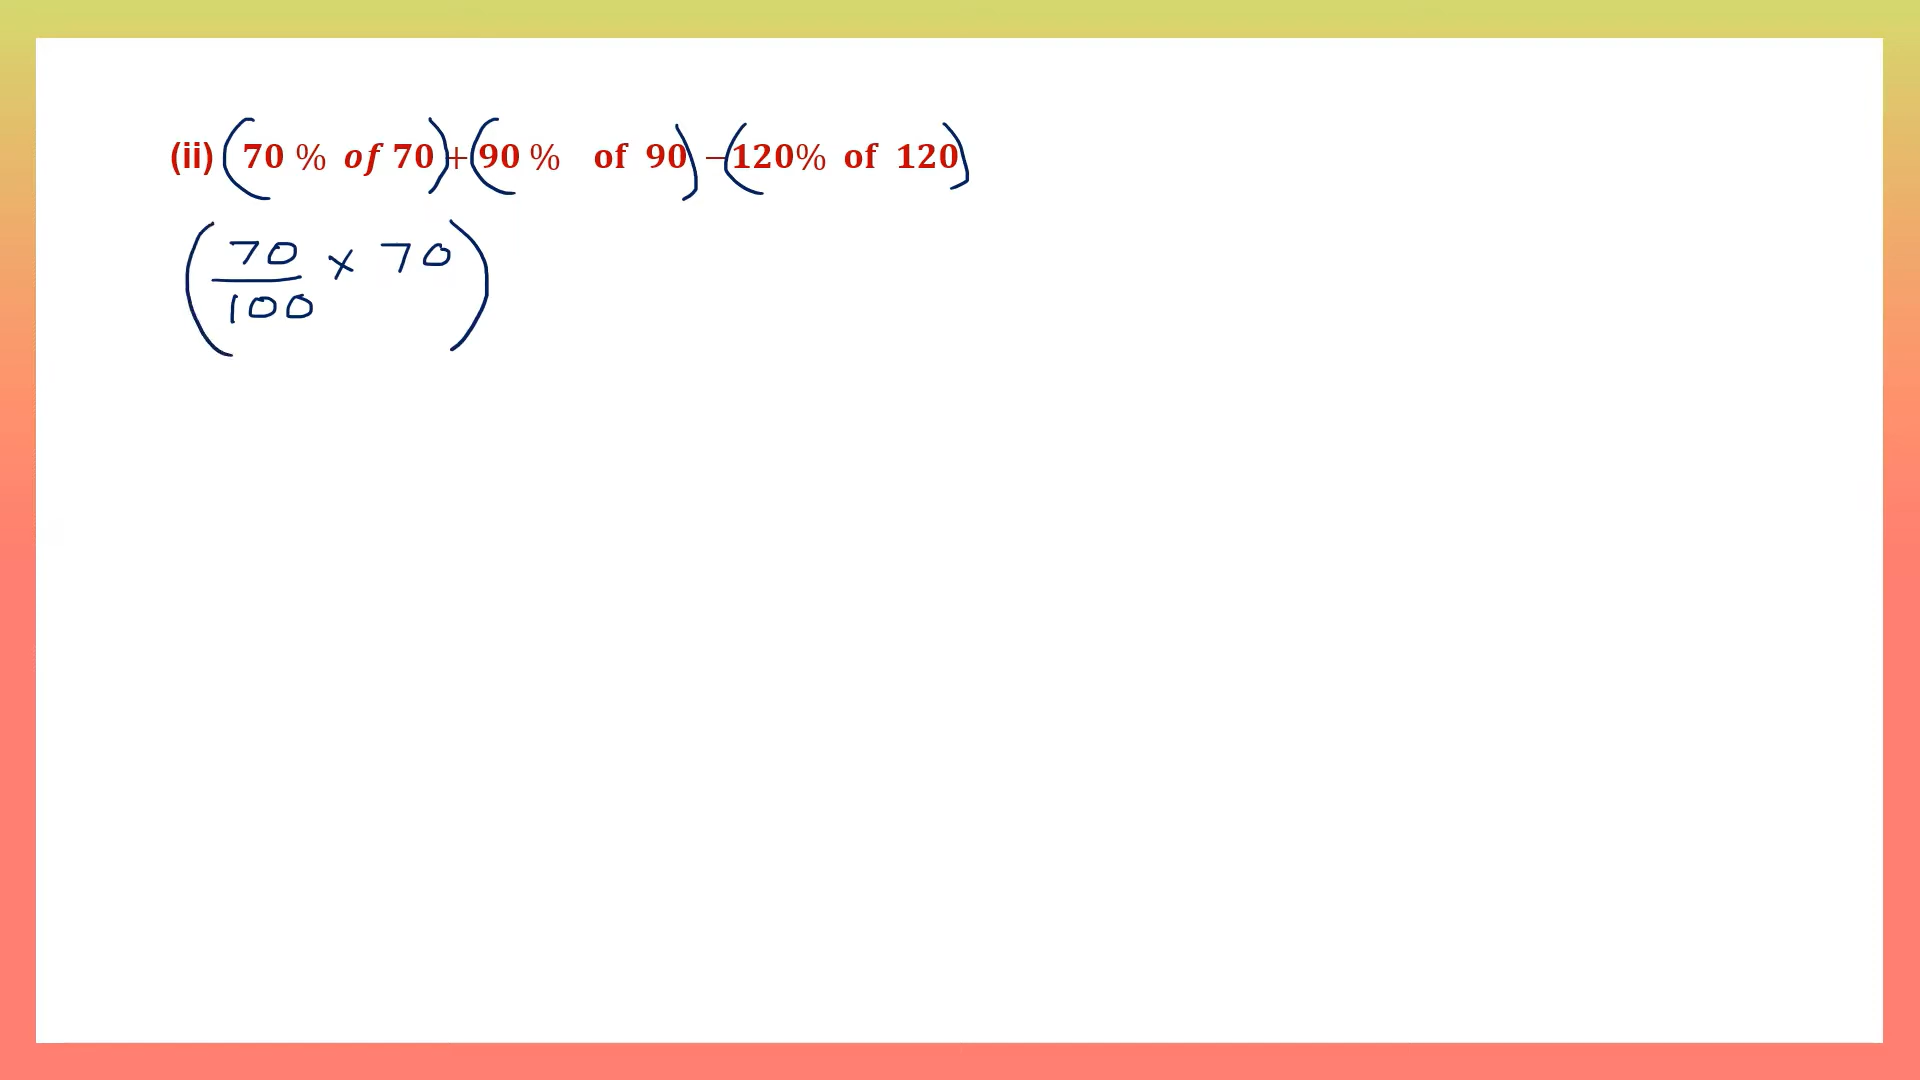 (ii) (70 % of 70)+(90 % of 90) −(120% of 120)
(70/100 × 70)